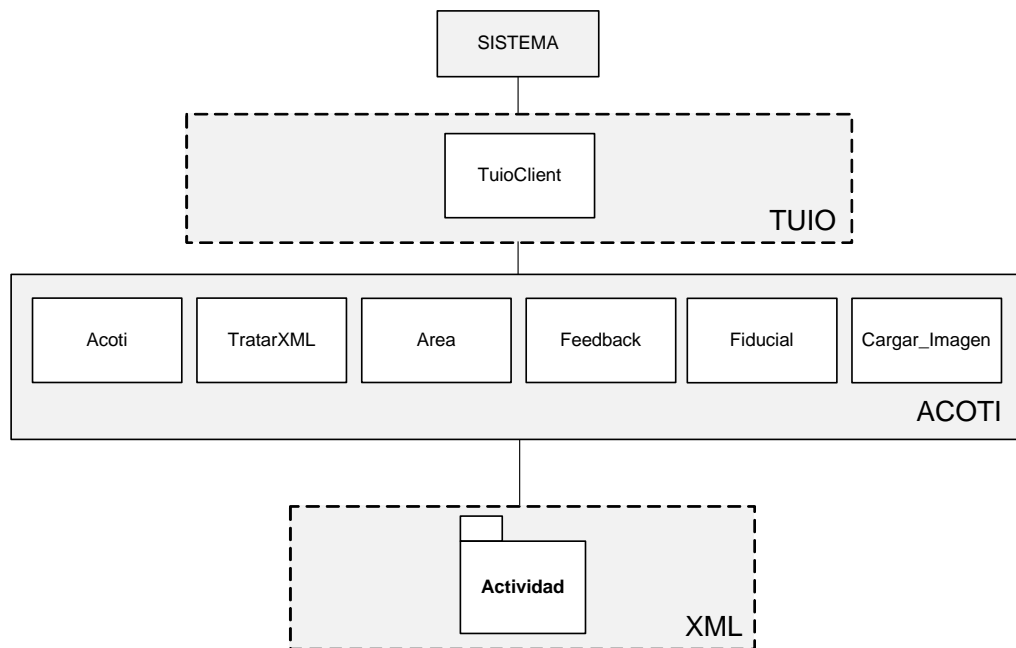 SISTEMA
TuioClient
TUIO
Acoti
TratarXML
Area
Feedback
Fiducial
Cargar_Imagen
ACOTI
Actividad
XML